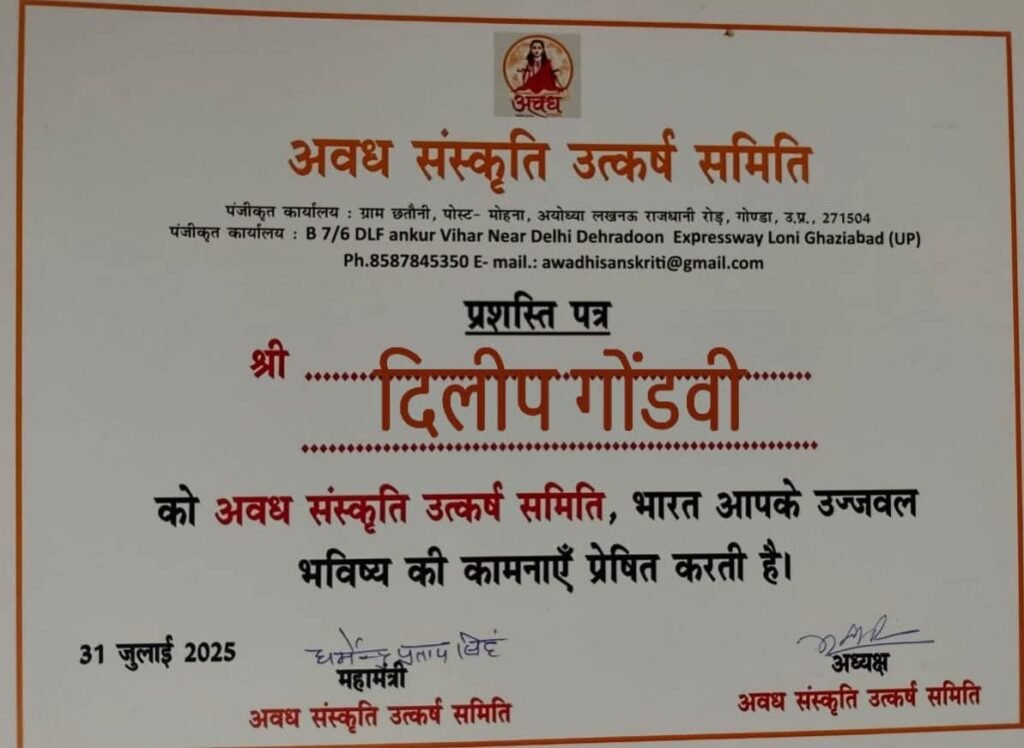 अवध
अवध संस्कृति उत्कर्ष समिति
पंजीकृत कार्यालय : ग्राम छतौनी, पोस्ट- मोहना, अयोध्या लखनऊ राजधानी रोड़, गोण्डा, उ.प्र., 271504
पंजीकृत कार्यालय : B 7/6 DLF ankur Vihar Near Delhi Dehradoon Expressway Loni Ghaziabad (UP)
Ph.8587845350 E- mail.: awadhisanskriti@gmail.com
प्रशस्ति पत्र
श्री दिलीप गोंडवी
को अवध संस्कृति उत्कर्ष समिति, भारत आपके उज्जवल
भविष्य की कामनाएँ प्रेषित करती है।
31 जुलाई 2025
धर्मेन्द्र प्रताप सिंह
महामंत्री
अवध संस्कृति उत्कर्ष समिति
अध्यक्ष
अवध संस्कृति उत्कर्ष समिति